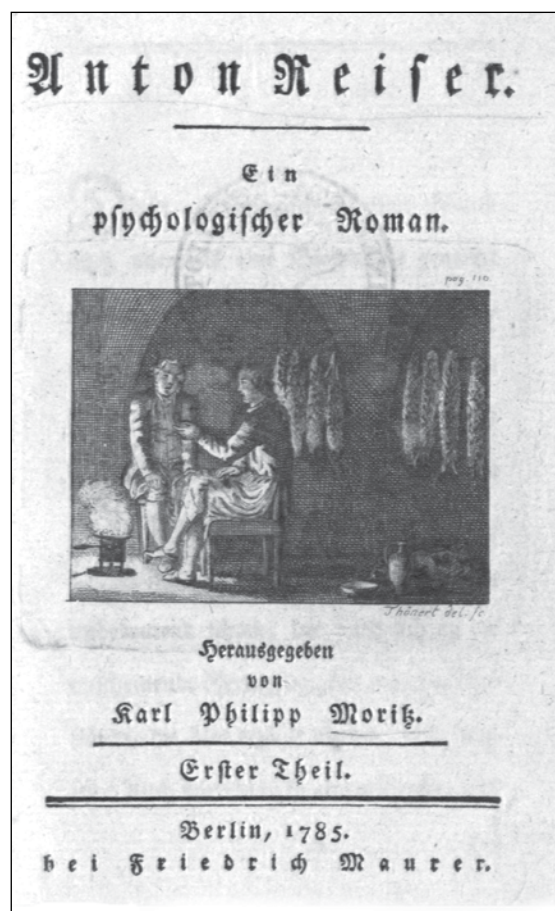 Anton Reiser.
Ein
psychologischer Roman.
pag. 110.
Thönert del. sc
Herausgegeben
von
Karl Philipp Moritz.
Erster Theil.
Berlin, 1785.
bei Friedrich Maurer.